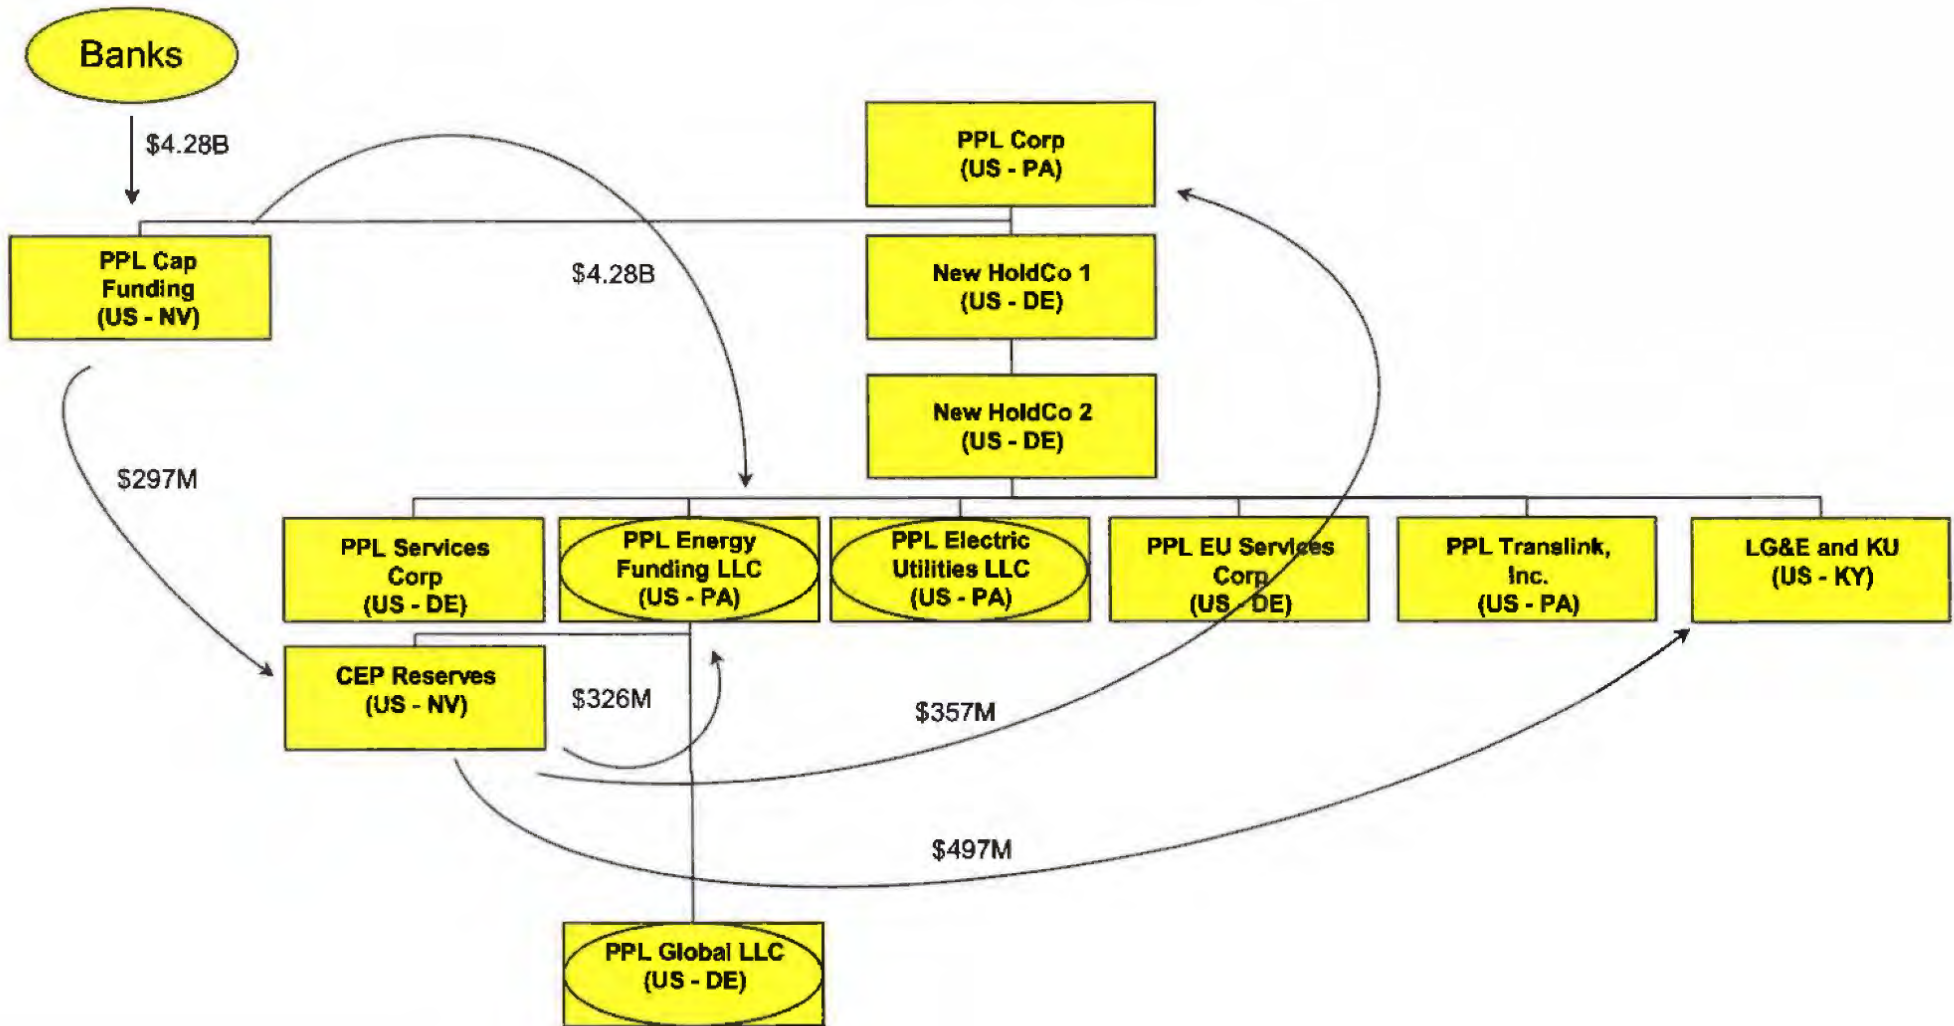 Banks
$4.28B
PPL Corp
(US - PA)
PPL Cap
Funding
(US - NV)
$4.28B
New HoldCo 1
(US - DE)
New HoldCo 2
(US - DE)
$297M
PPL Services
Corp
(US - DE)
PPL Energy
Funding LLC
(US - PA)
PPL Electric
Utilities LLC
(US - PA)
PPL EU Services
Corp
(US - DE)
PPL Translink,
Inc.
(US - PA)
LG&E and KU
(US - KY)
CEP Reserves
(US - NV)
$326M
$357M
$497M
PPL Global LLC
(US - DE)